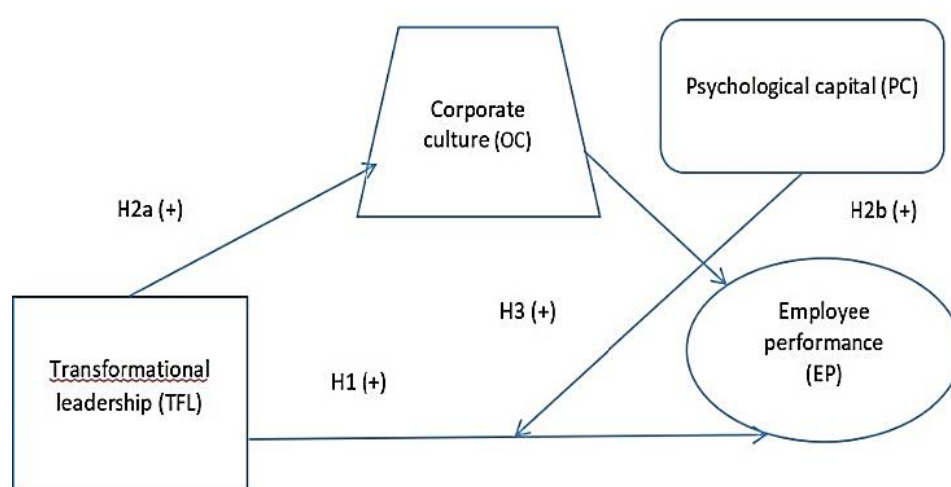 Corporate
culture (OC)
Psychological capital (PC)
H2a (+)
H2b (+)
H3 (+)
Employee
performance
(EP)
Transformational
leadership (TFL)
H1 (+)